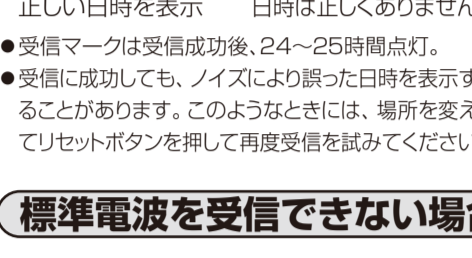 正しい日時を表示　　日時は正しくありません
●受信マークは受信成功後、24〜25時間点灯。
●受信に成功しても、ノイズにより誤った日時を表示す
ることがあります。このようなときには、場所を変え
てリセットボタンを押して再度受信を試みてください
標準電波を受信できない場合